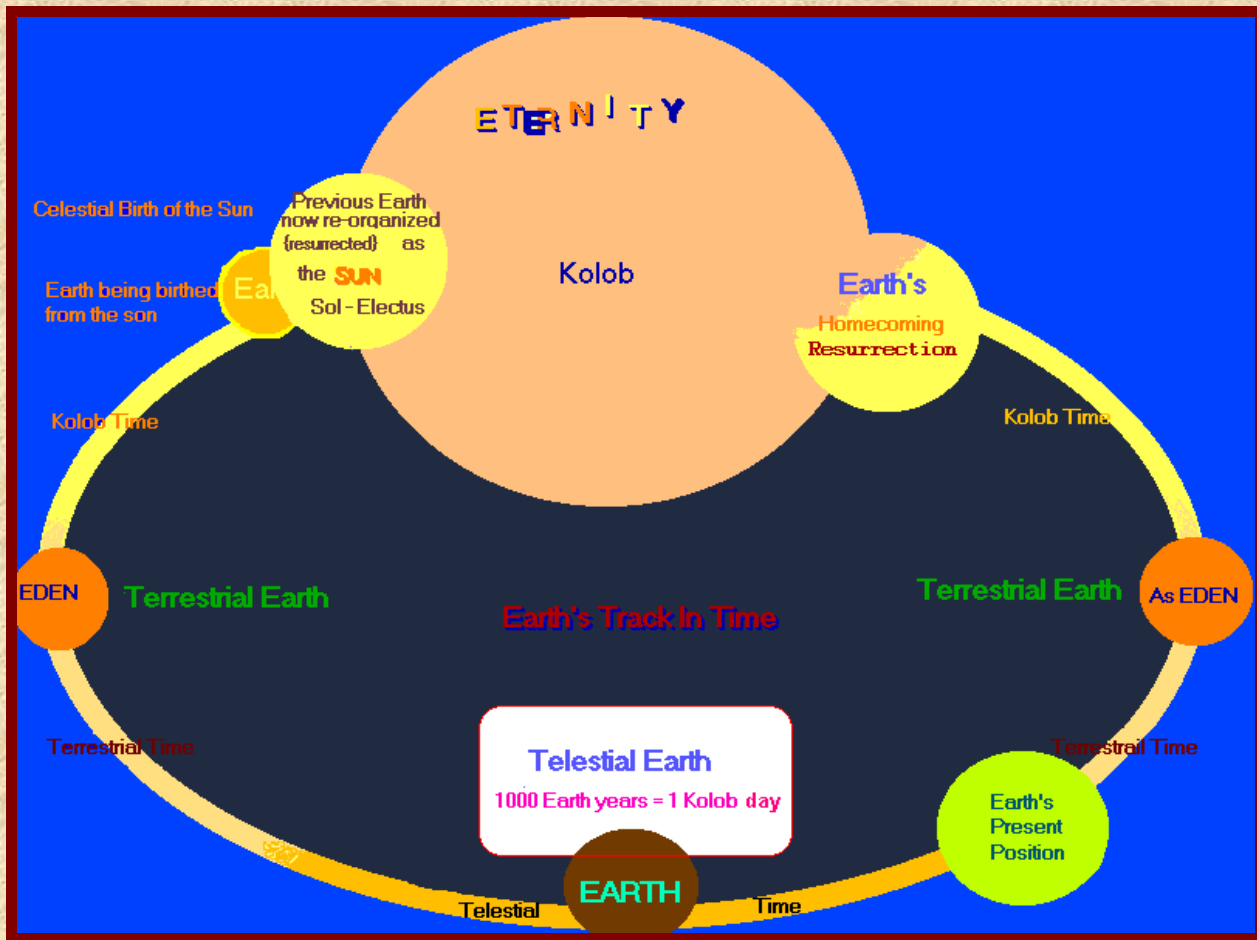 ETERNITY
Celestial Birth of the Sun
Previous Earth
now re-organized
{resurrected} as
the SUN
Sol - Electus
Kolob
Earth's
Homecoming
Resurrection
Ear
Earth being birthed
from the son
Kolob Time
Kolob Time
EDEN
Terrestrial Earth
Terrestrial Earth
As EDEN
Earth's Track In Time
Terrestrial Time
Terrestrail Time
Telestial Earth
1000 Earth years = 1 Kolob day
Earth's
Present
Position
EARTH
Telestial
Time